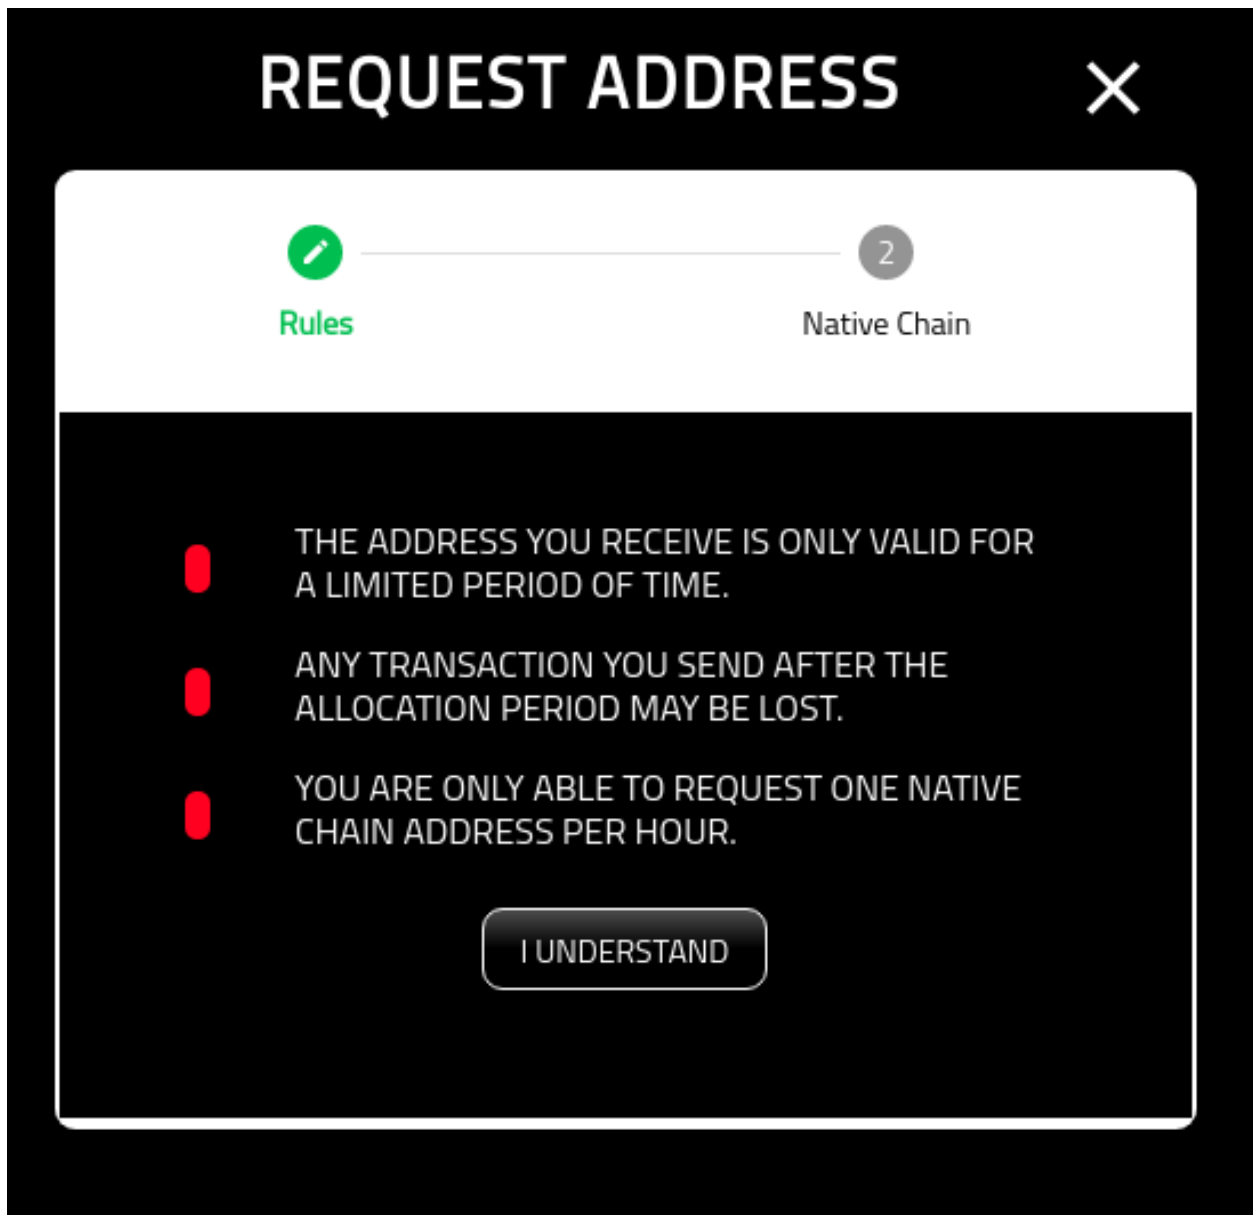 REQUEST ADDRESS
2
Rules
Native Chain
THE ADDRESS YOU RECEIVE IS ONLY VALID FOR
A LIMITED PERIOD OF TIME.
ANY TRANSACTION YOU SEND AFTER THE
ALLOCATION PERIOD MAY BE LOST.
YOU ARE ONLY ABLE TO REQUEST ONE NATIVE
CHAIN ADDRESS PER HOUR.
I UNDERSTAND